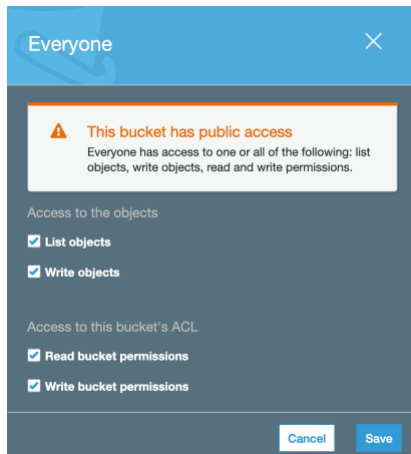 Everyone
This bucket has public access
Everyone has access to one or all of the following: list
objects, write objects, read and write permissions.
Access to the objects
List objects
Write objects
Access to this bucket's ACL
Read bucket permissions
Write bucket permissions
Cancel Save